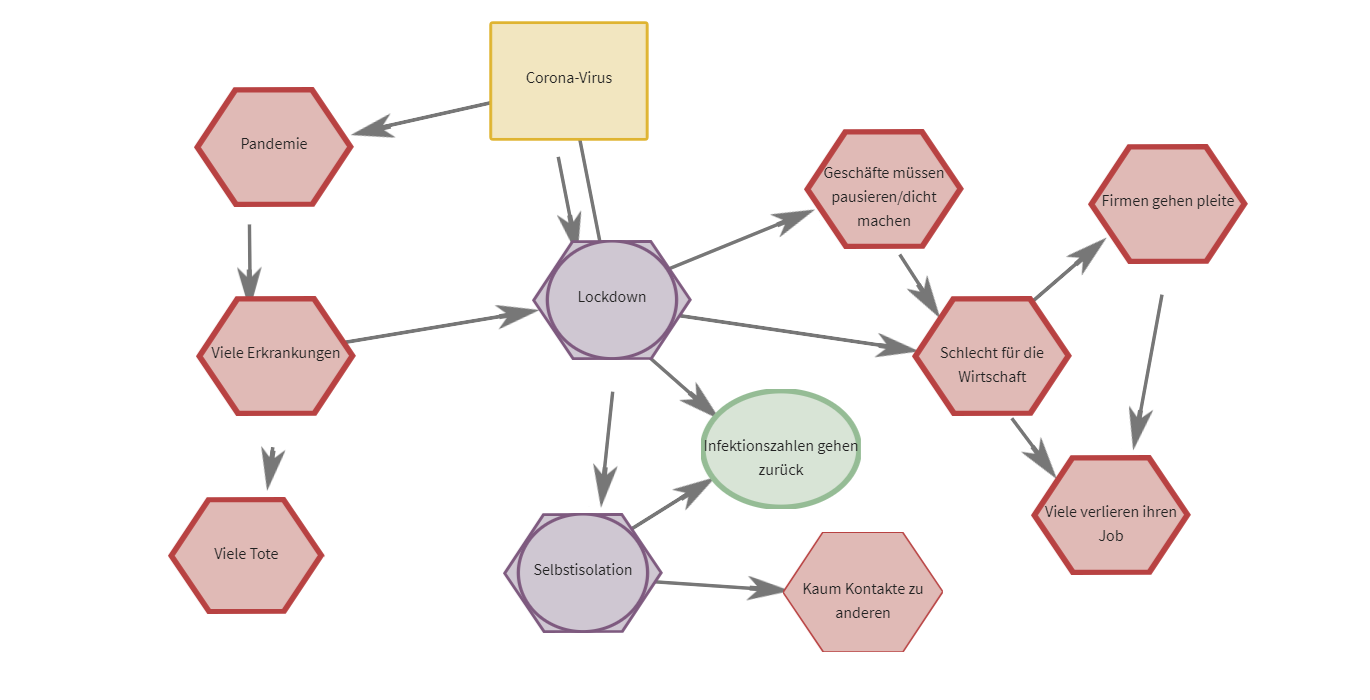 Corona-Virus
Pandemie
Geschäfte müssen
pausieren/dicht
machen
Firmen gehen pleite
Lockdown
Viele Erkrankungen
Schlecht für die
Wirtschaft
Infektionszahlen gehen
zurück
Viele verlieren ihren
Job
Viele Tote
Selbstisolation
Kaum Kontakte zu
anderen